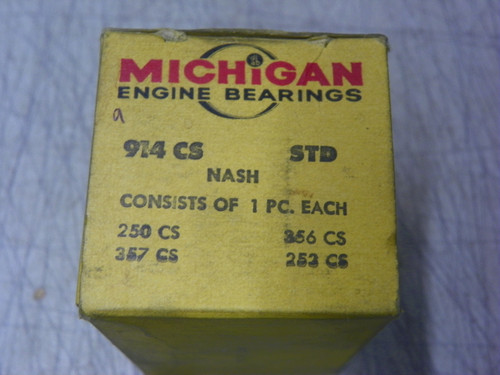 MICHiGAN
ENGINE BEARINGS
a
914 CS STD
NASH
CONSISTS OF 1 PC. EACH
250 CS 356 CS
357 CS 253 CS